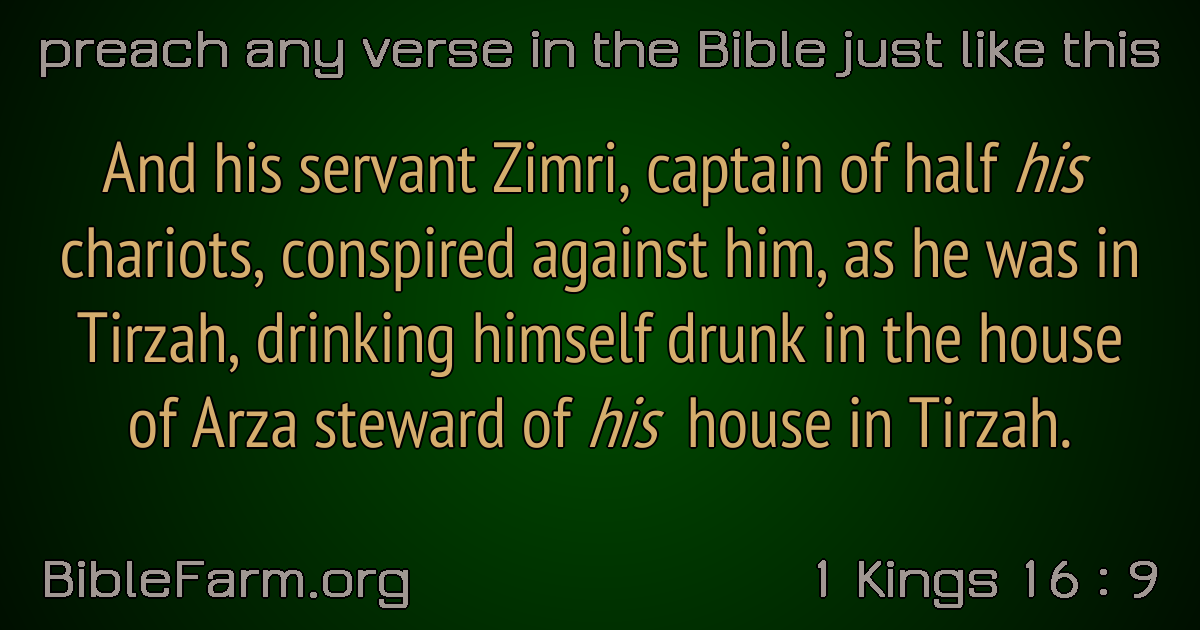 preach any verse in the Bible just like this
And his servant Zimri, captain of half his
chariots, conspired against him, as he was in
Tirzah, drinking himself drunk in the house
of Arza steward of his house in Tirzah.
BibleFarm.org
1 Kings 16 : 9